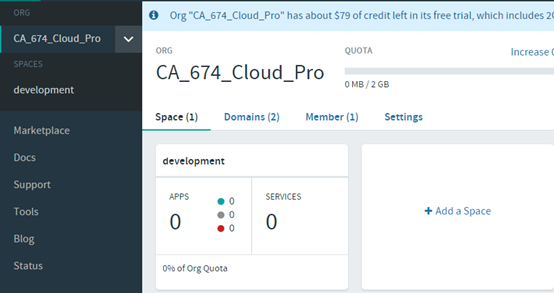 ORG
CA_674_Cloud_Pro
SPACES
development
Marketplace
Docs
Support
Tools
Blog
Status
Org "CA_674_Cloud_Pro" has about $79 of credit left in its free trial, which includes
ORG
CA_674_Cloud_Pro
QUOTA
Increase
0 MB / 2 GB
Space (1) Domains (2) Member (1) Settings
development
APPS
0
0
0
0
SERVICES
0
0% of Org Quota
+ Add a Space